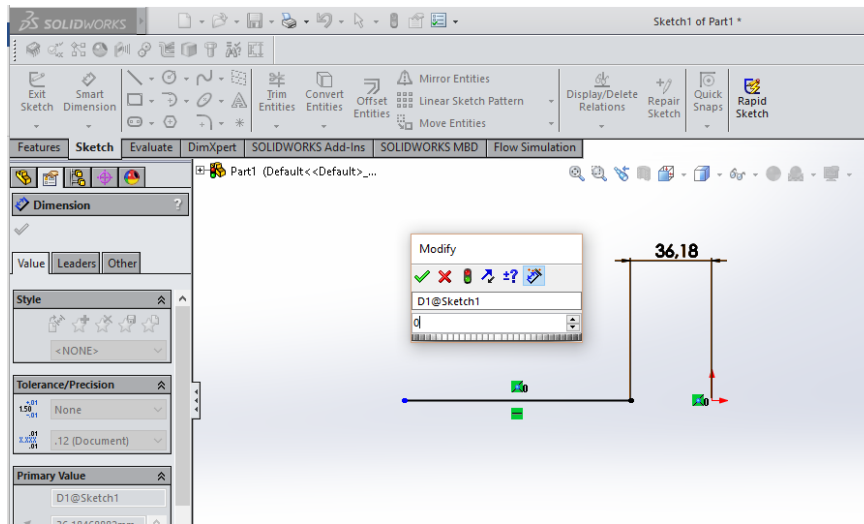 SOLIDWORKS
Sketch1 of Part1 *
Exit Sketch
Smart Dimension
Trim Entities
Convert Entities
Offset Entities
Mirror Entities
Linear Sketch Pattern
Move Entities
Display/Delete Relations
Repair Sketch
Quick Snaps
Rapid Sketch
Features Sketch Evaluate DimXpert SOLIDWORKS Add-Ins SOLIDWORKS MBD Flow Simulation
Part1 (Default<<Default>_...
Dimension ?
Value Leaders Other
Style
<NONE>
Tolerance/Precision
None
.12 (Document)
Primary Value
D1@Sketch1
Modify
D1@Sketch1
0
36,18
0
0